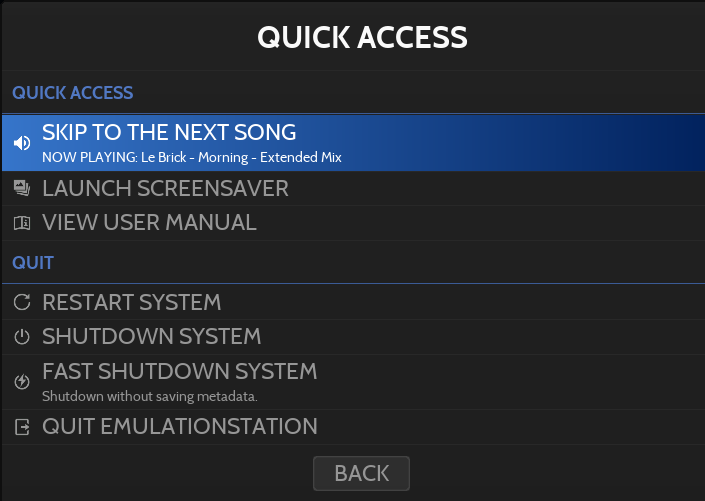 QUICK ACCESS
QUICK ACCESS
SKIP TO THE NEXT SONG
NOW PLAYING: Le Brick - Morning - Extended Mix
LAUNCH SCREENSAVER
VIEW USER MANUAL
QUIT
RESTART SYSTEM
SHUTDOWN SYSTEM
FAST SHUTDOWN SYSTEM
Shutdown without saving metadata.
QUIT EMULATIONSTATION
BACK